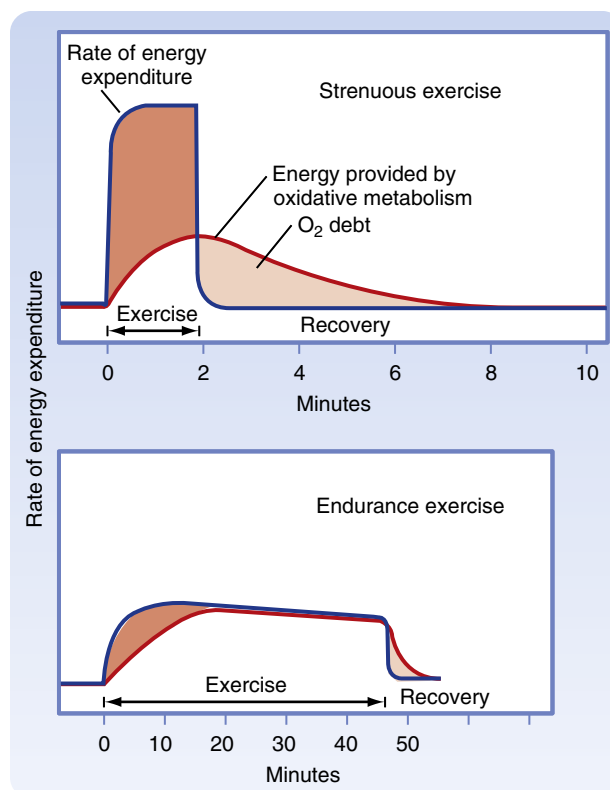 Rate of energy
expenditure
Strenuous exercise
Energy provided by
oxidative metabolism
O₂ debt
Exercise
Recovery
0 2 4 6 8 10
Minutes
Rate of energy expenditure
Endurance exercise
Exercise
Recovery
0 10 20 30 40 50
Minutes